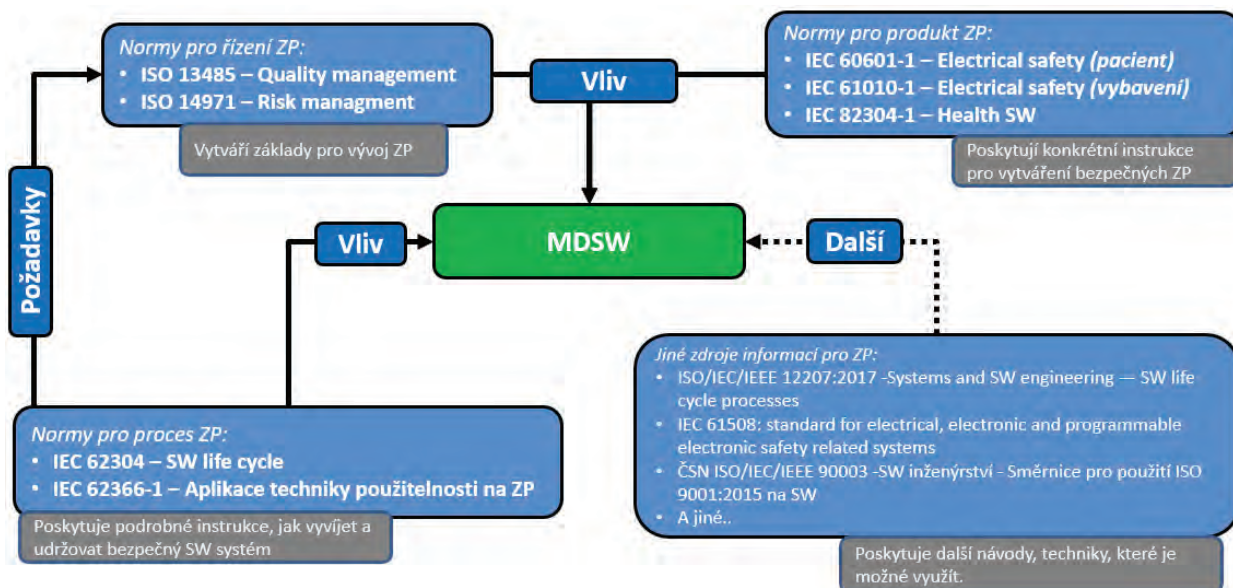 Normy pro řízení ZP:
• ISO 13485 – Quality management
• ISO 14971 – Risk managment
Vytváří základy pro vývoj ZP
Vliv
Normy pro produkt ZP:
• IEC 60601-1 – Electrical safety (pacient)
• IEC 61010-1 – Electrical safety (vybavení)
• IEC 82304-1 – Health SW
Poskytují konkrétní instrukce
pro vytváření bezpečných ZP
Požadavky
Vliv
MDSW
Další
Normy pro proces ZP:
• IEC 62304 – SW life cycle
• IEC 62366-1 – Aplikace techniky použitelnosti na ZP
Poskytuje podrobné instrukce, jak vyvíjet a
udržovat bezpečný SW systém
Jiné zdroje informací pro ZP:
• ISO/IEC/IEEE 12207:2017 -Systems and SW engineering — SW life
cycle processes
• IEC 61508: standard for electrical, electronic and programmable
electronic safety related systems
• ČSN ISO/IEC/IEEE 90003 -SW inženýrství - Směrnice pro použití ISO
9001:2015 na SW
• A jiné..
Poskytuje další návody, techniky, které je
možné využít.